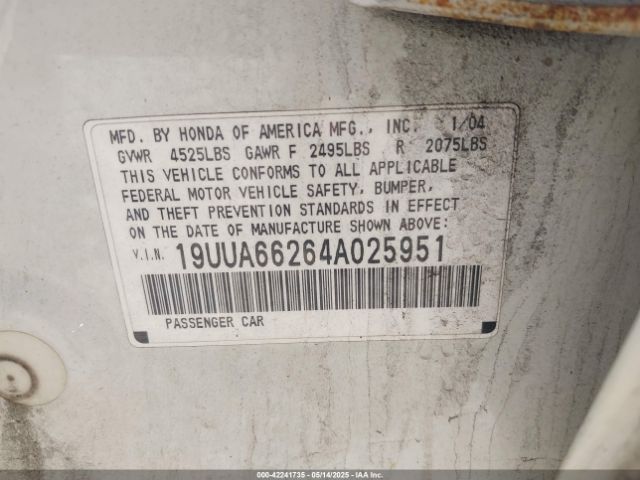 MFD. BY HONDA OF AMERICA MFG., INC. 1/04
GVWR 4525LBS GAWR F 2495LBS R 2075LBS
THIS VEHICLE CONFORMS TO ALL APPLICABLE
FEDERAL MOTOR VEHICLE SAFETY, BUMPER,
AND THEFT PREVENTION STANDARDS IN EFFECT
ON THE DATE OF MANUFACTURE SHOWN ABOVE:
V.I.N. 19UUA66264A025951
PASSENGER CAR
000-42241735 - 05/14/2025 - IAAI.COM